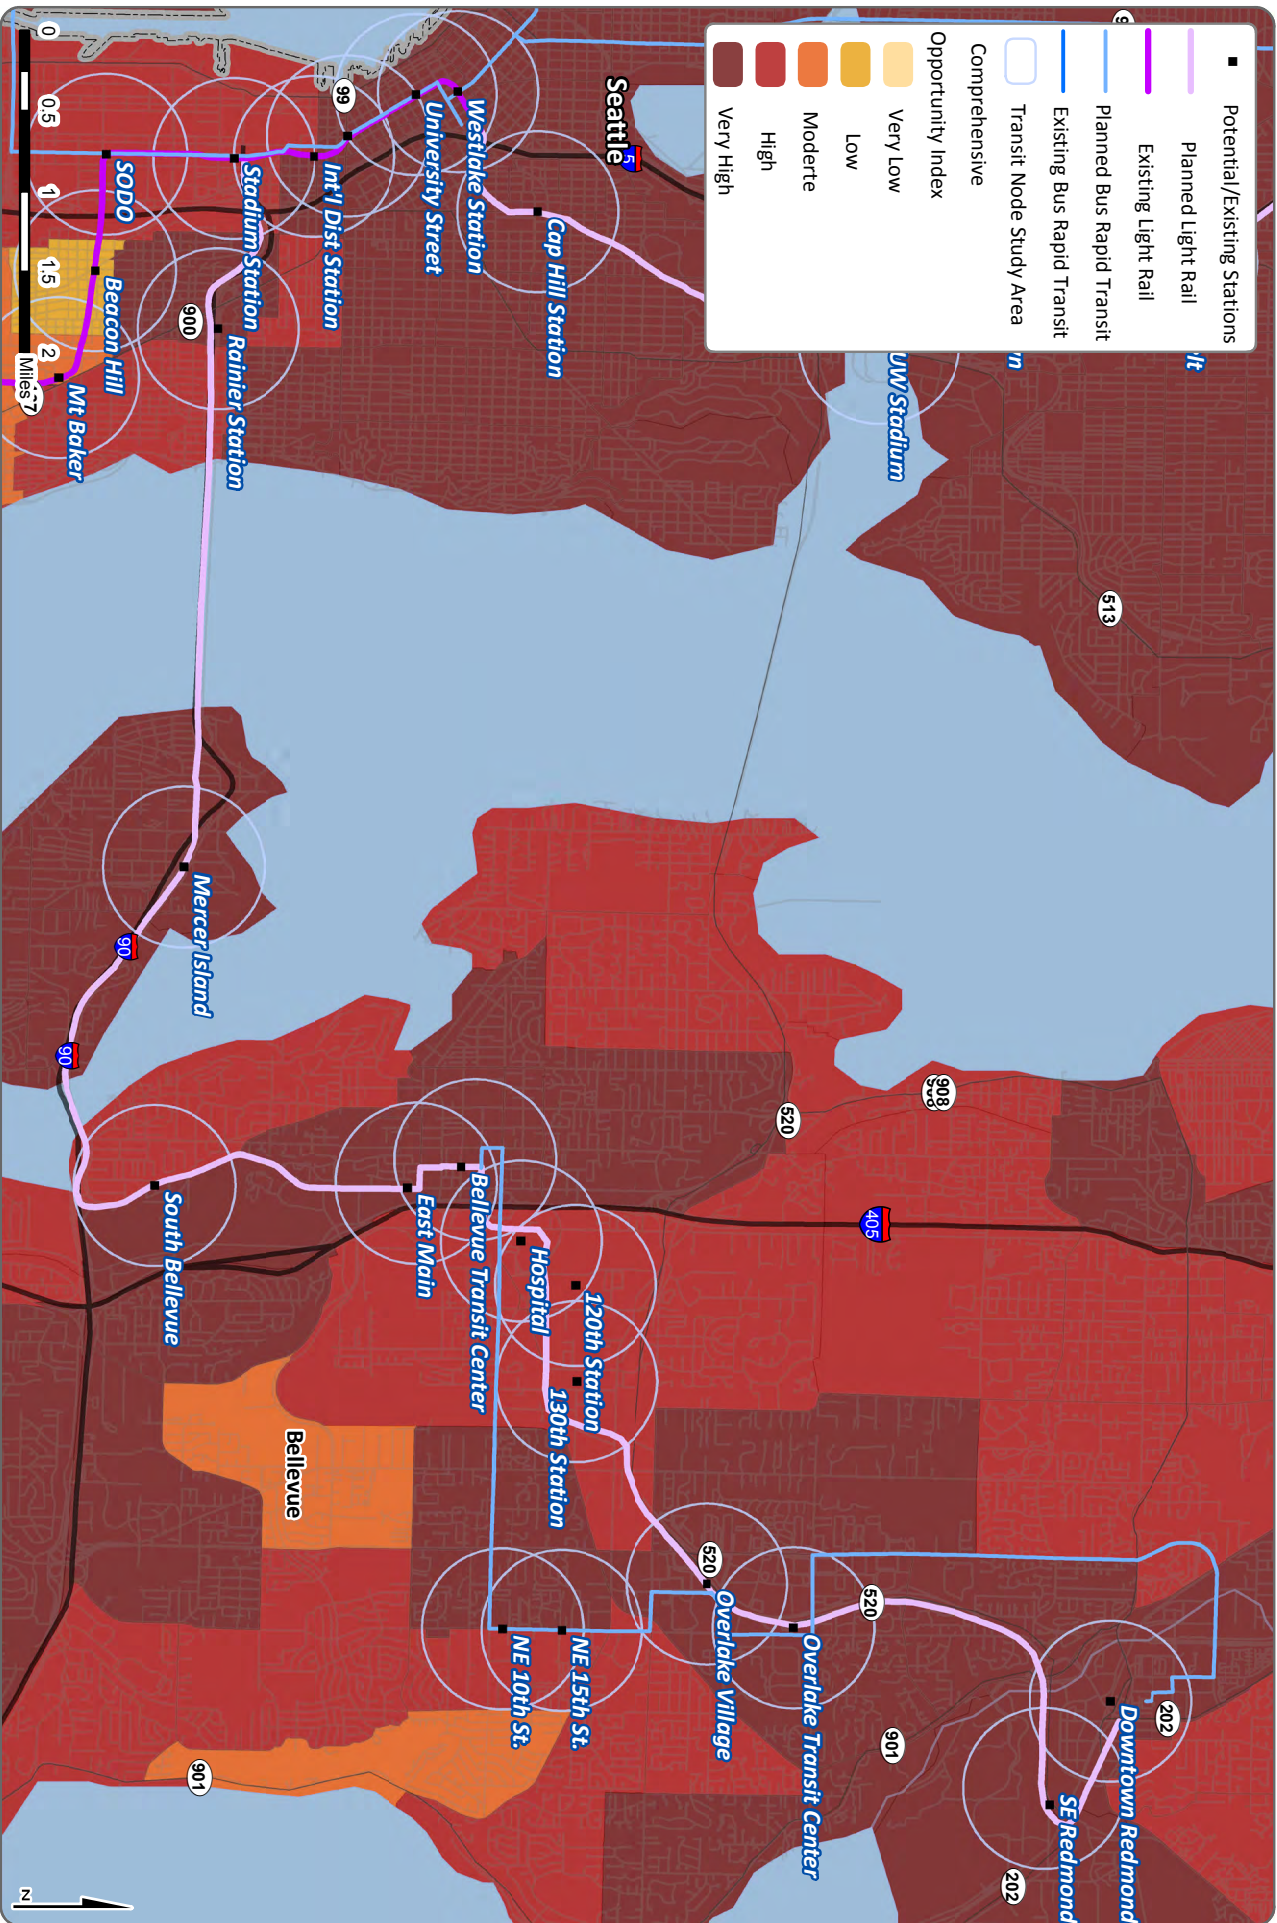 Potential/Existing Stations
Planned Light Rail
Existing Light Rail
Planned Bus Rapid Transit
Existing Bus Rapid Transit
Transit Node Study Area
Comprehensive
Opportunity Index
Very Low
Low
Moderte
High
Very High
Seattle
5
99
513
UW Stadium
Cap Hill Station
Westlake Station
University Street
Int'l Dist Station
Stadium Station
SODO
Beacon Hill
Mt Baker
Rainier Station
900
0
0.5
1
1.5
2
Miles
Mercer Island
90
90
South Bellevue
East Main
Bellevue Transit Center
Hospital
120th Station
130th Station
520
908
405
Bellevue
NE 10th St.
NE 15th St.
520
Overlake Village
Overlake Transit Center
520
901
901
Downtown Redmond
202
SE Redmond
202
N